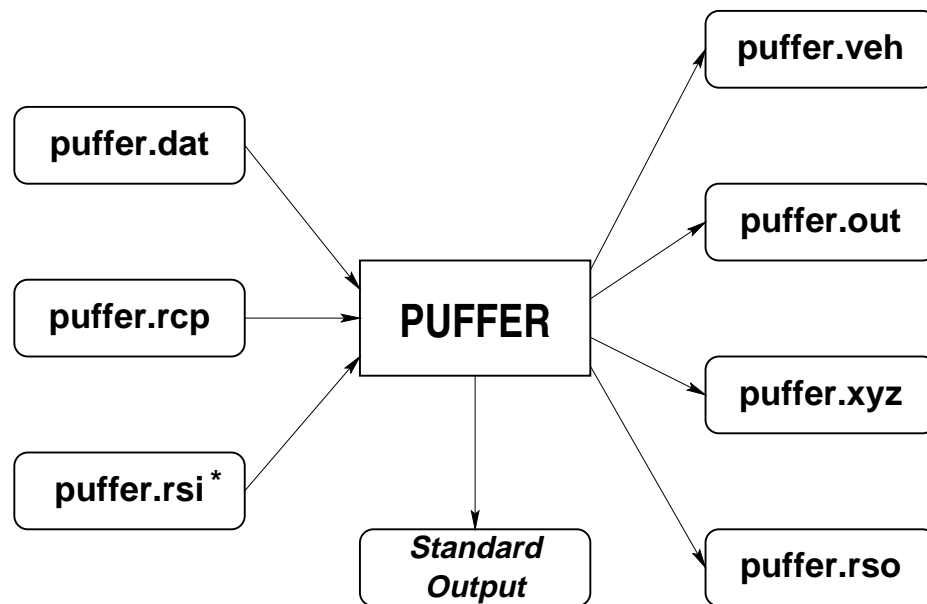 puffer.dat
puffer.rcp
puffer.rsi *
PUFFER
Standard
Output
puffer.veh
puffer.out
puffer.xyz
puffer.rso